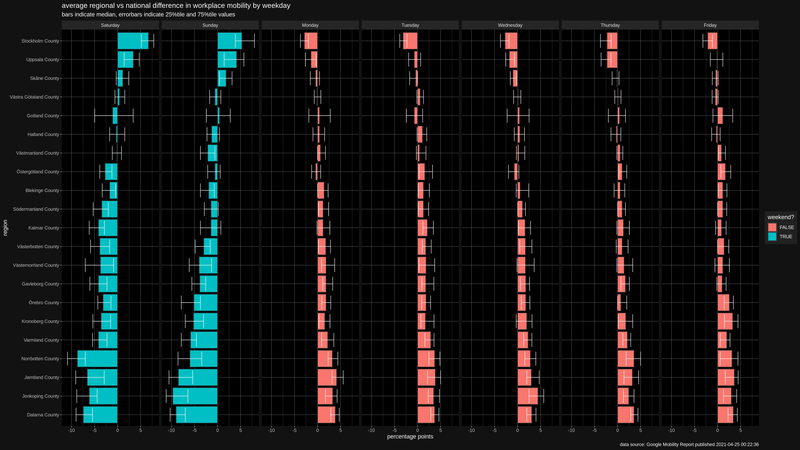 average regional vs national difference in workplace mobility by weekday
bars indicate median, errorbars indicate 25%tile and 75%tile values
Saturday Sunday Monday Tuesday Wednesday Thursday Friday
Stockholm County
Uppsala County
Skåne County
Västra Götaland County
Gotland County
Halland County
Västmanland County
Östergötland County
Blekinge County
Södermanland County
Kalmar County
Västerbotten County
Västernorrland County
Gavleborg County
Örebro County
Kronoberg County
Varmland County
Norrbotten County
Jamtland County
Jonkoping County
Dalarna County
region
-10 -5 0 5 -10 -5 0 5 -10 -5 0 5 -10 -5 0 5 -10 -5 0 5 -10 -5 0 5 -10 -5 0 5
percentage points
weekend?
FALSE
TRUE
data source: Google Mobility Report published 2021-04-25 00:22:36